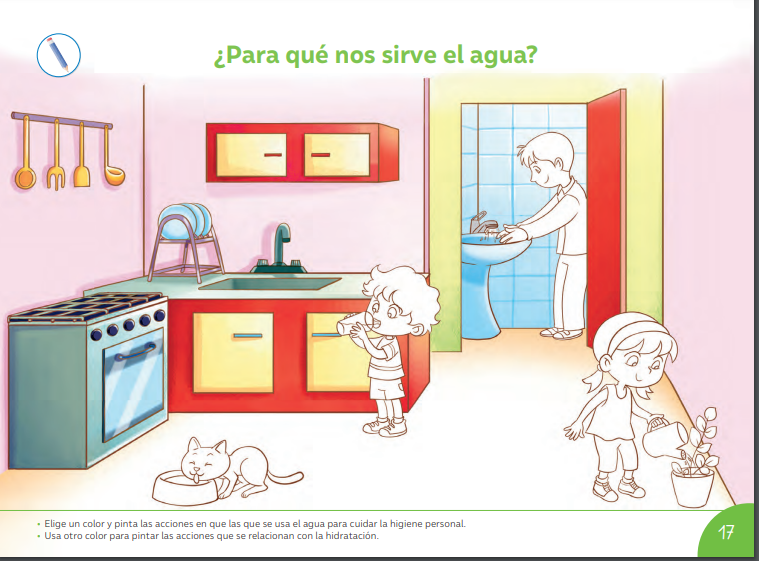 ¿Para qué nos sirve el agua?
• Elige un color y pinta las acciones en que las que se usa el agua para cuidar la higiene personal.
• Usa otro color para pintar las acciones que se relacionan con la hidratación.
17